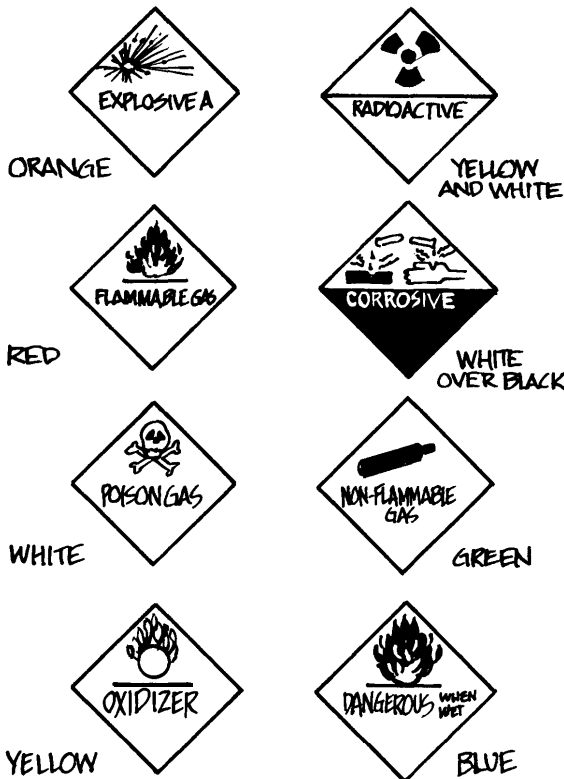 EXPLOSIVE A
ORANGE
RADIOACTIVE
YELLOW
AND WHITE
FLAMMABLE GAS
RED
CORROSIVE
WHITE
OVER BLACK
POISON GAS
WHITE
NON-FLAMMABLE
GAS
GREEN
OXIDIZER
YELLOW
DANGEROUS WHEN
WET
BLUE